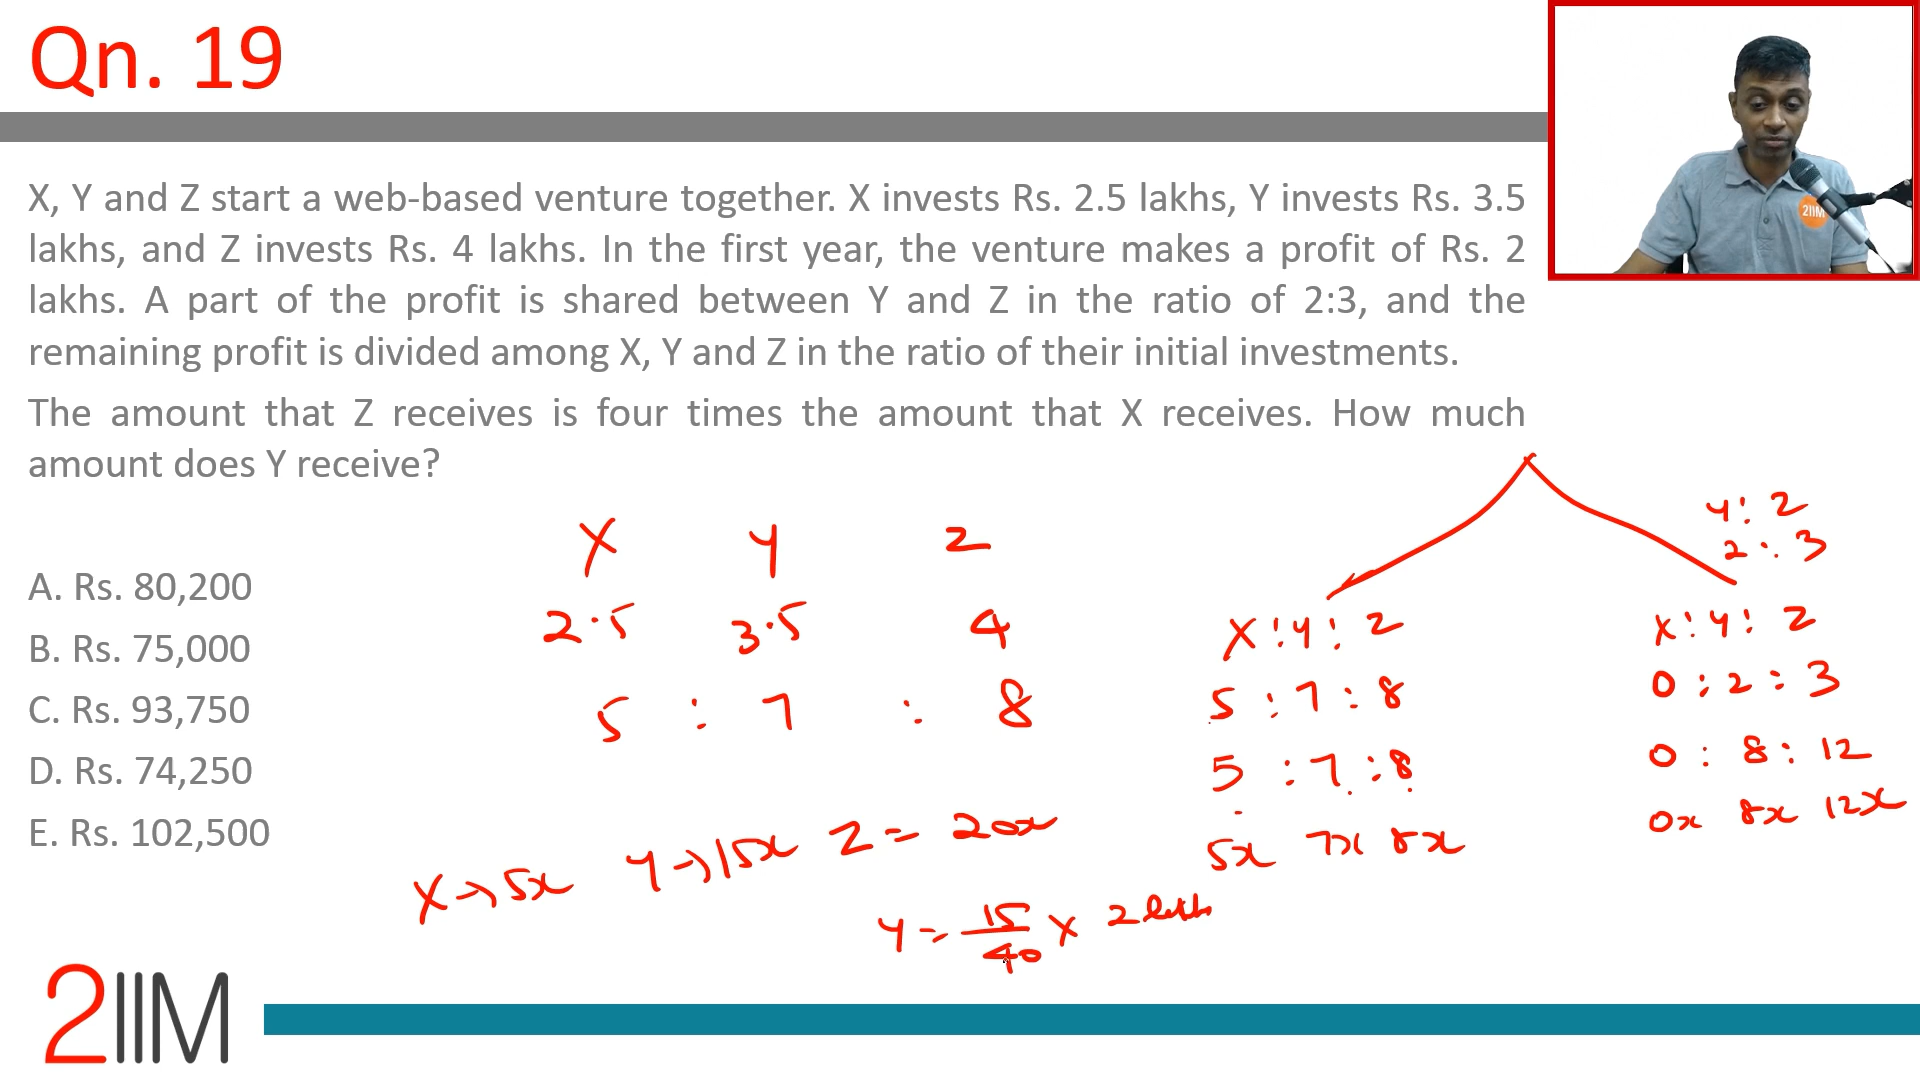 Qn. 19
2IIM
X, Y and Z start a web-based venture together. X invests Rs. 2.5 lakhs, Y invests Rs. 3.5
lakhs, and Z invests Rs. 4 lakhs. In the first year, the venture makes a profit of Rs. 2
lakhs. A part of the profit is shared between Y and Z in the ratio of 2:3, and the
remaining profit is divided among X, Y and Z in the ratio of their initial investments.
The amount that Z receives is four times the amount that X receives. How much
amount does Y receive?
A. Rs. 80,200
B. Rs. 75,000
C. Rs. 93,750
D. Rs. 74,250
E. Rs. 102,500
X Y Z
2.5 3.5 4
5 : 7 : 8
X → 5x Y → 15x Z = 20x
Y = 15/40 × 2 lakhs
X : Y : Z
5 : 7 : 8
5 : 7 : 8
5x 7x 8x
Y : Z
2 : 3
X : Y : Z
0 : 2 : 3
0 : 8 : 12
0x 8x 12x
2IIM